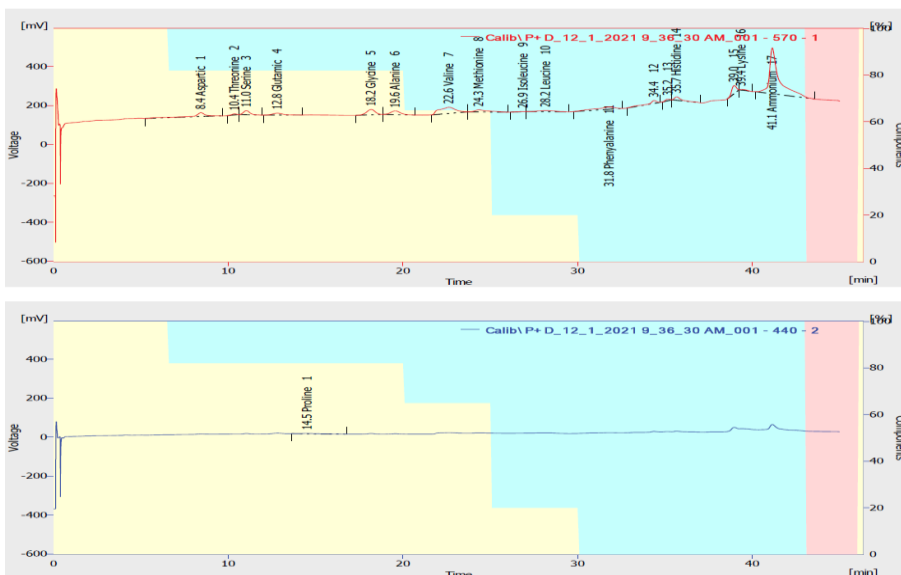 [mV]
[%]
Calib\ P+ D_12_1_2021 9_36_30 AM_001 - 570 - 1
400
200
0
-200
-400
-600
Voltage
100
80
60
40
20
0
8.4 Aspartic 1
10.4 Threonine 2
11.0 Serine 3
12.8 Glutamic 4
18.2 Glycine 5
19.6 Alanine 6
22.6 Valine 7
24.3 Methionine 8
26.9 Isoleucine 9
28.2 Leucine 10
31.8 Phenyalanine 11
34.4 12
35.2 13
35.7 Histidine 14
39.0 15
39.4 Lysine 16
41.1 Ammonium 17
0
10
20
30
40
Time
[min]
[mV]
[%]
Calib\ P+ D_12_1_2021 9_36_30 AM_001 - 440 - 2
400
200
0
-200
-400
-600
Voltage
100
80
60
40
20
0
14.5 Proline 1
0
10
20
30
40
Time
[min]